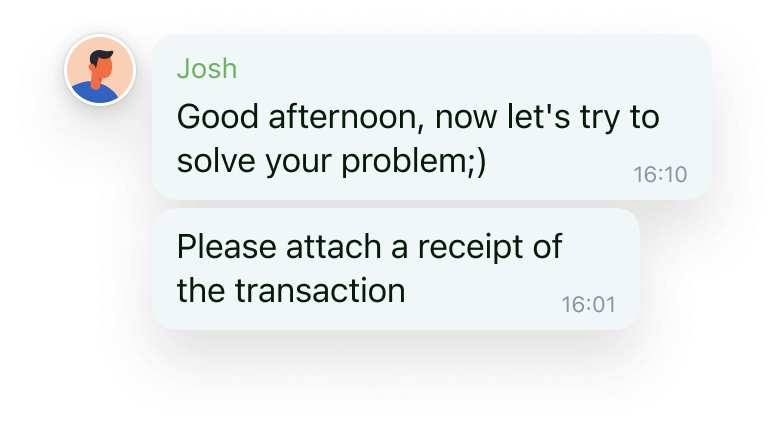 Josh
Good afternoon, now let's try to
solve your problem;)
16:10
Please attach a receipt of
the transaction
16:01